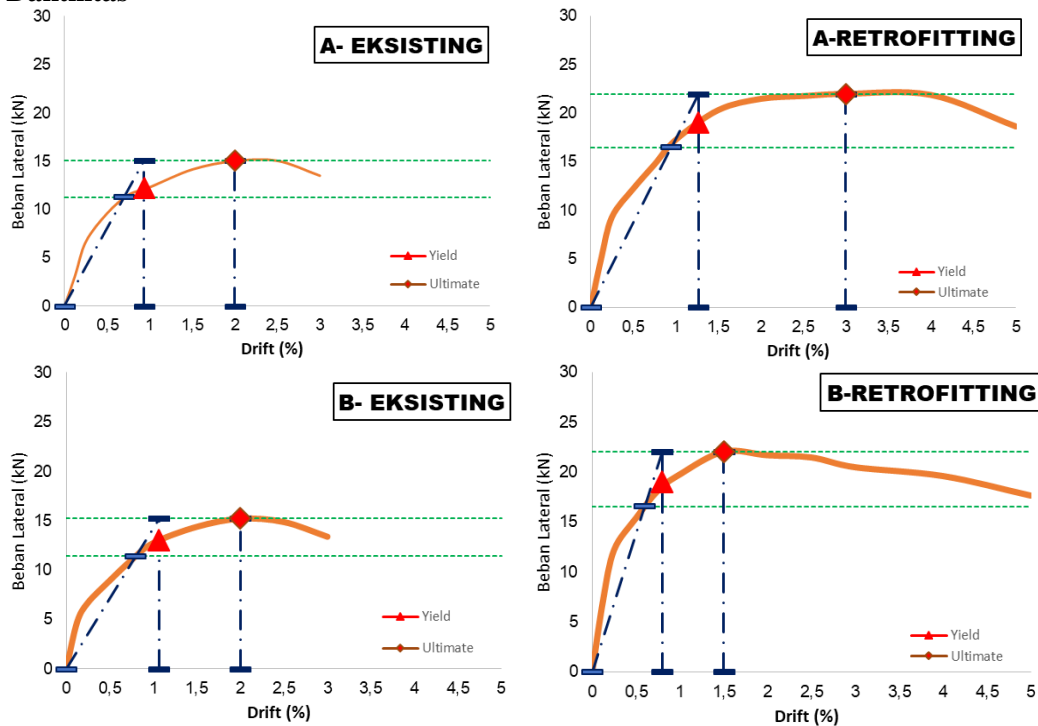 A- EKSISTING
30
25
20
15
10
5
0
Beban Lateral (kN)
Yield
Ultimate
0 0,5 1 1,5 2 2,5 3 3,5 4 4,5 5
Drift (%)
A-RETROFITTING
30
25
20
15
10
5
0
Beban Lateral (kN)
Yield
Ultimate
0 0,5 1 1,5 2 2,5 3 3,5 4 4,5 5
Drift (%)
B- EKSISTING
30
25
20
15
10
5
0
Beban Lateral (kN)
Yield
Ultimate
0 0,5 1 1,5 2 2,5 3 3,5 4 4,5 5
Drift (%)
B-RETROFITTING
30
25
20
15
10
5
0
Beban Lateral (kN)
Yield
Ultimate
0 0,5 1 1,5 2 2,5 3 3,5 4 4,5 5
Drift (%)